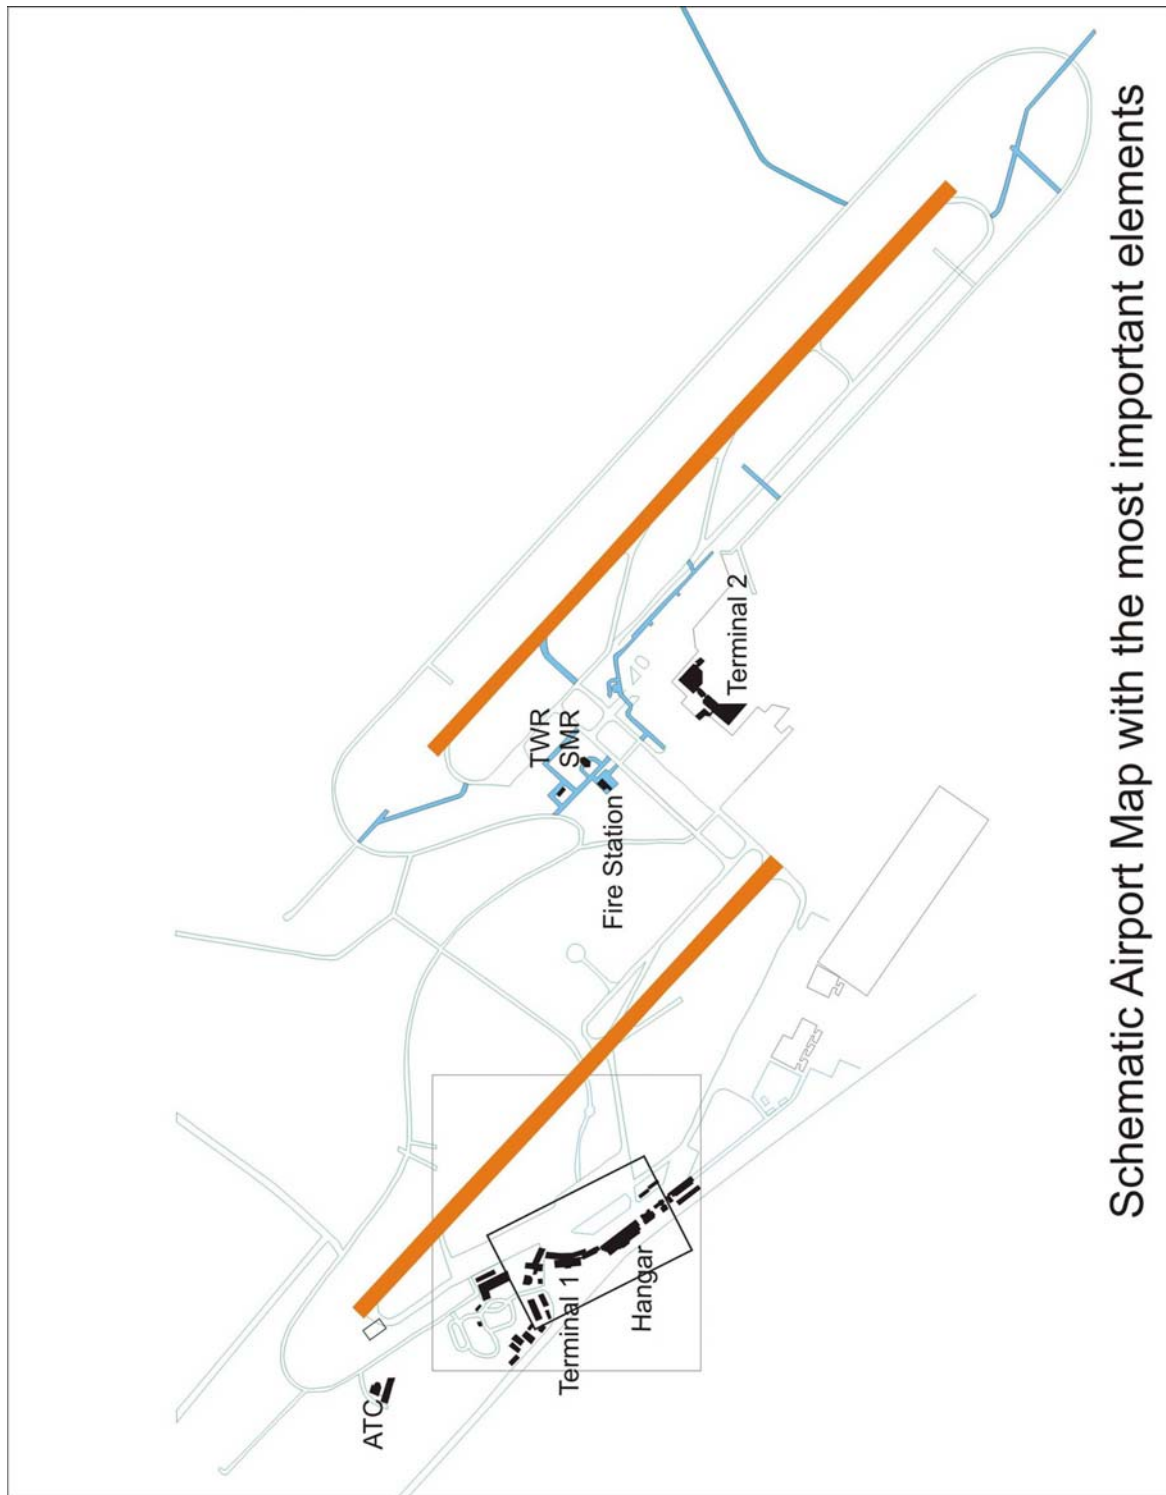 Schematic Airport Map with the most important elements
ATC
Terminal 1
Hangar
TWR
SMR
Fire Station
Terminal 2